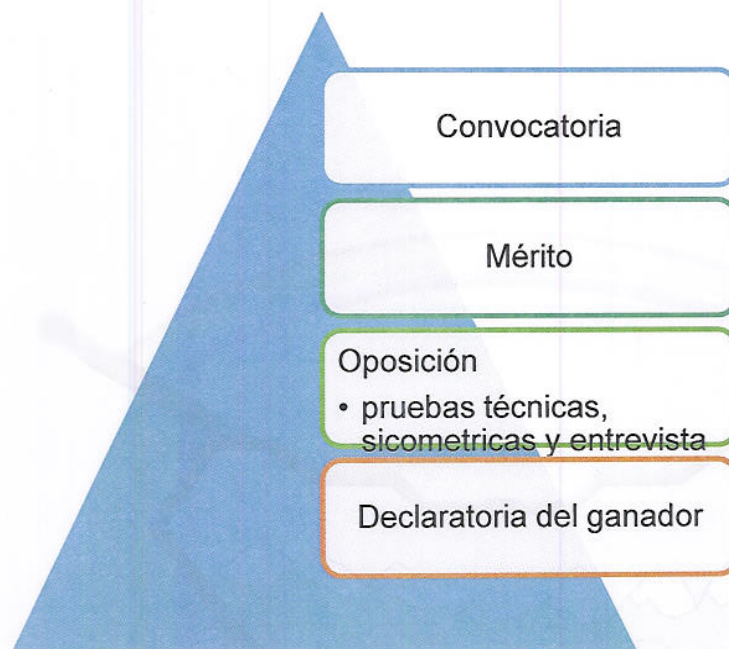 Convocatoria
Mérito
Oposición
• pruebas técnicas,
sicometricas y entrevista
Declaratoria del ganador